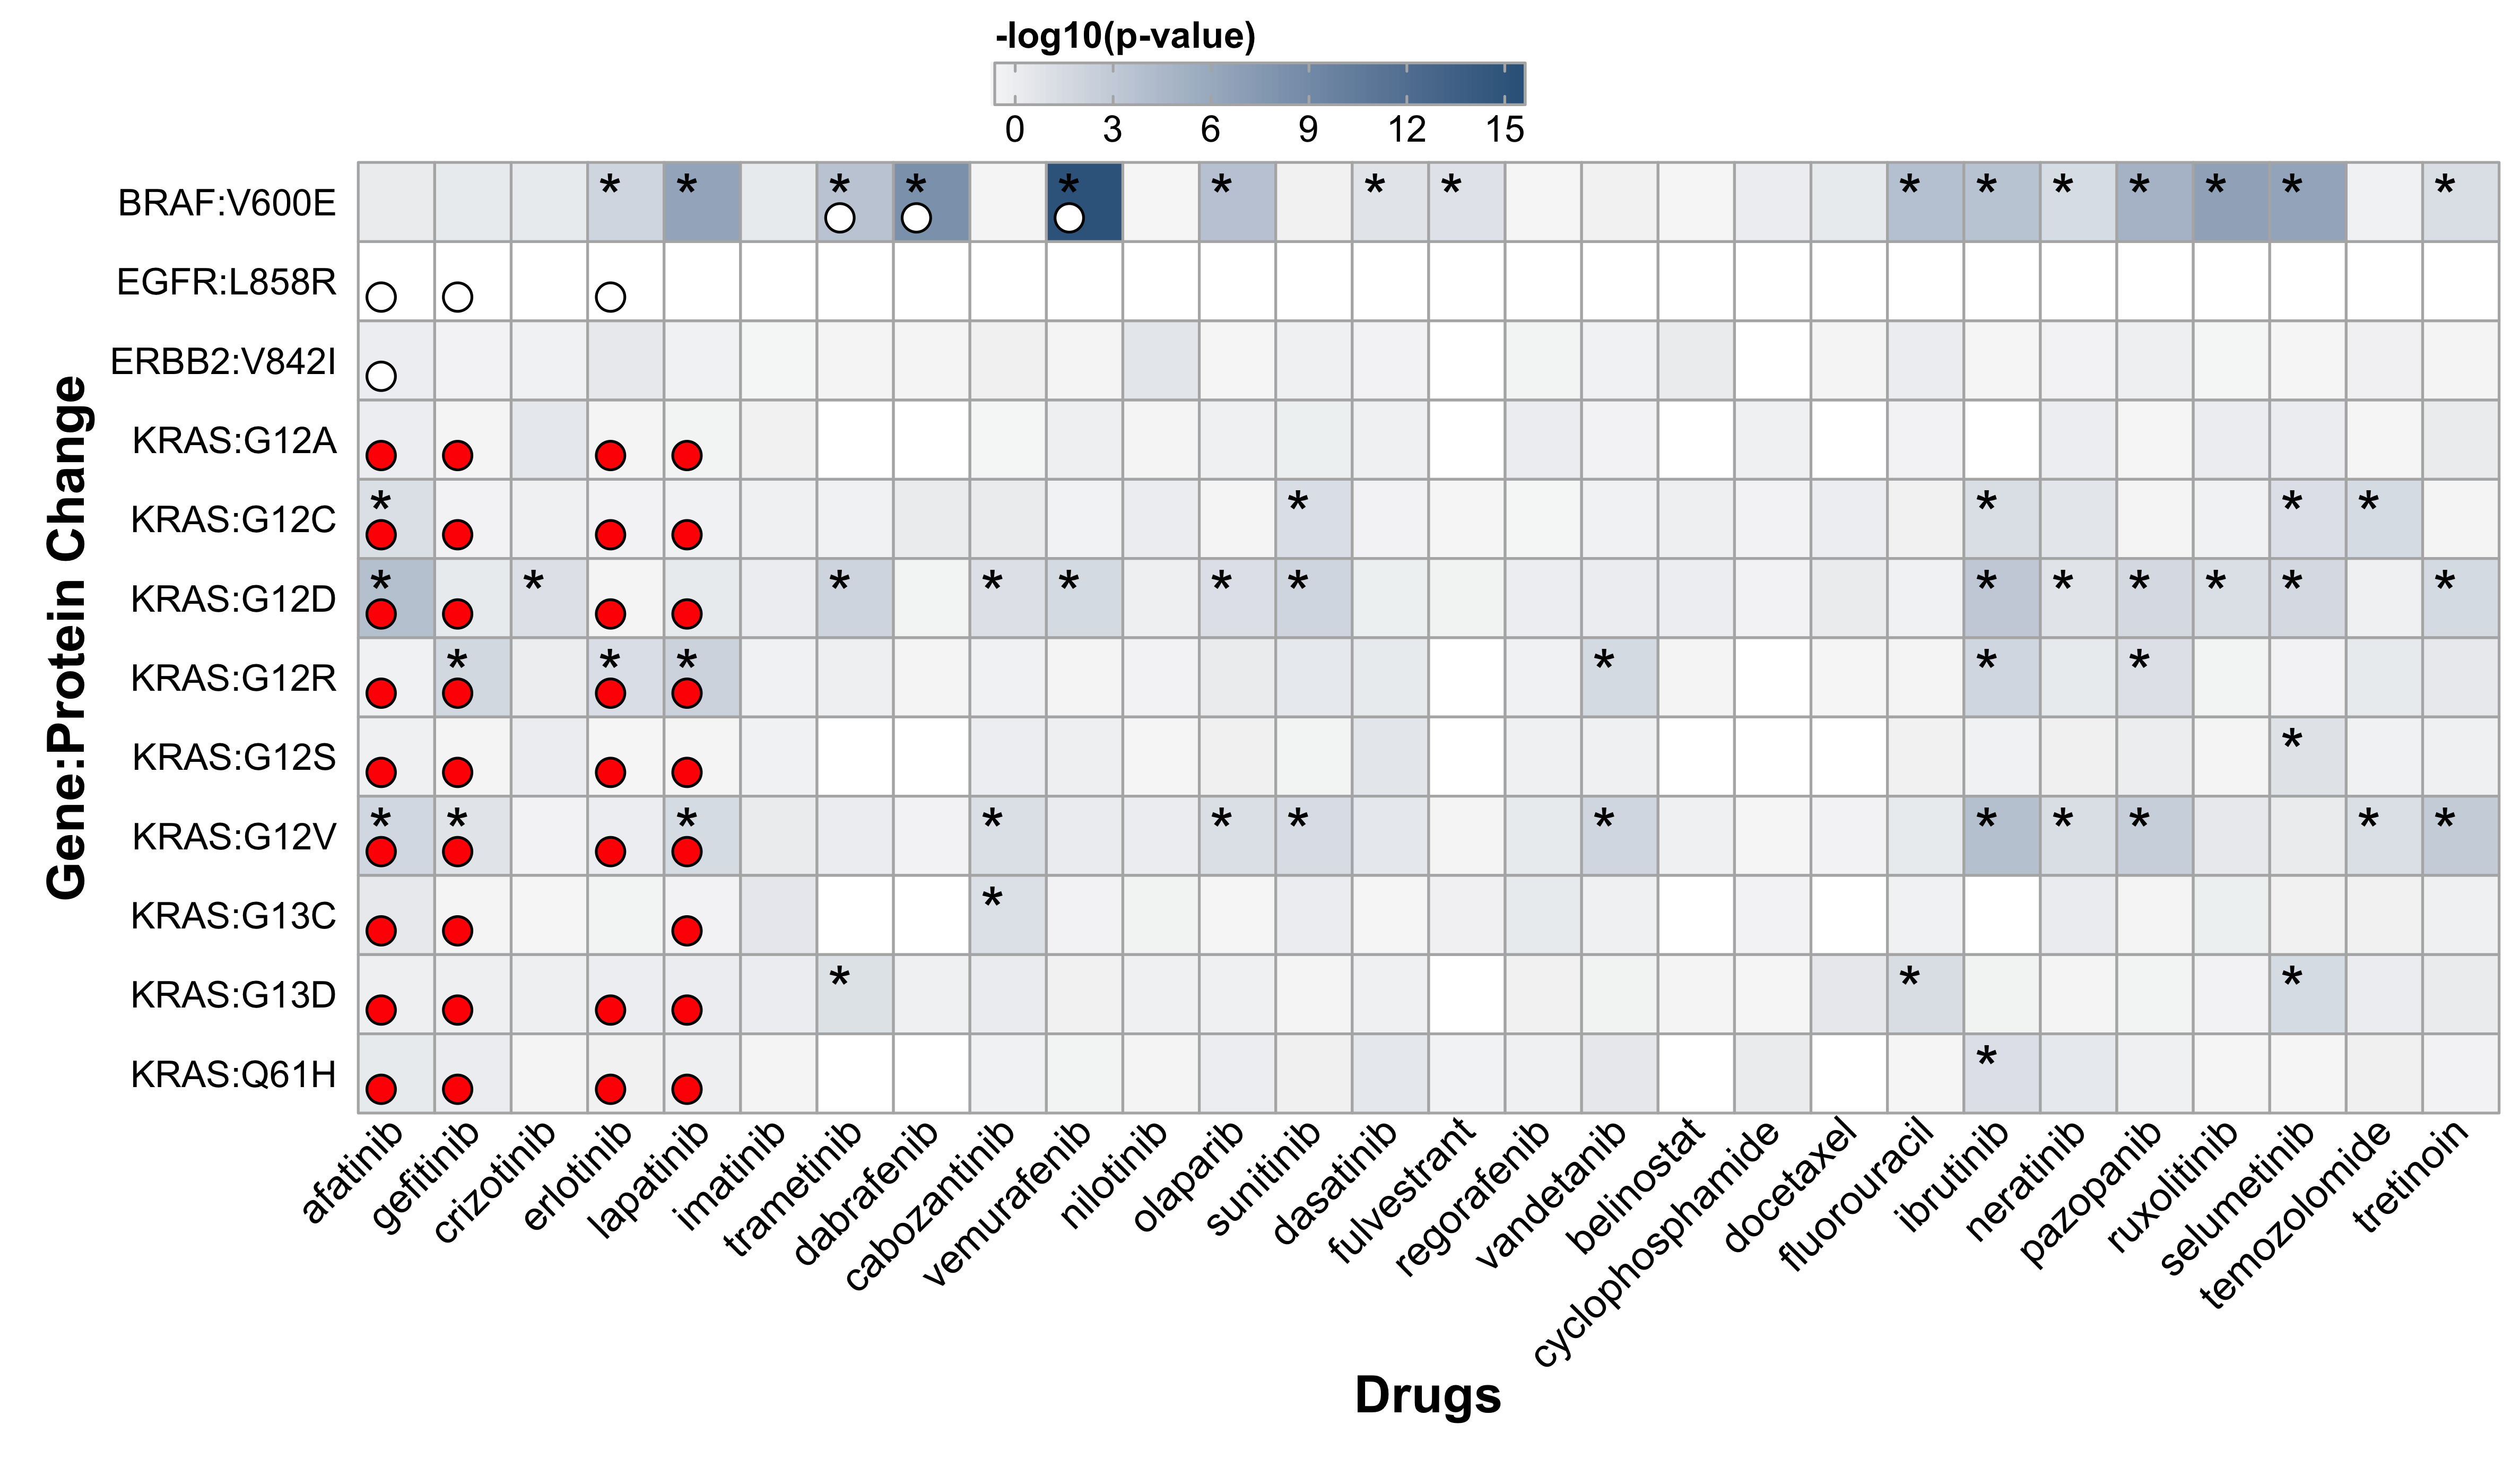 -log10(p-value)
0 3 6 9 12 15
Gene::Protein Change
BRAF:V600E
EGFR:L858R
ERBB2:V842I
KRAS:G12A
KRAS:G12C
KRAS:G12D
KRAS:G12R
KRAS:G12S
KRAS:G12V
KRAS:G13C
KRAS:G13D
KRAS:Q61H
afatinib
gefitinib
crizotinib
erlotinib
lapatinib
imatinib
trametinib
dabrafenib
cabozantinib
vemurafenib
nilotinib
olaparib
sunitinib
dasatinib
fulvestrant
regorafenib
vandetanib
belinostat
cyclophosphamide
docetaxel
fluorouracil
ibrutinib
neratinib
pazopanib
ruxolitinib
selumetinib
temozolomide
tretinoin
Drugs